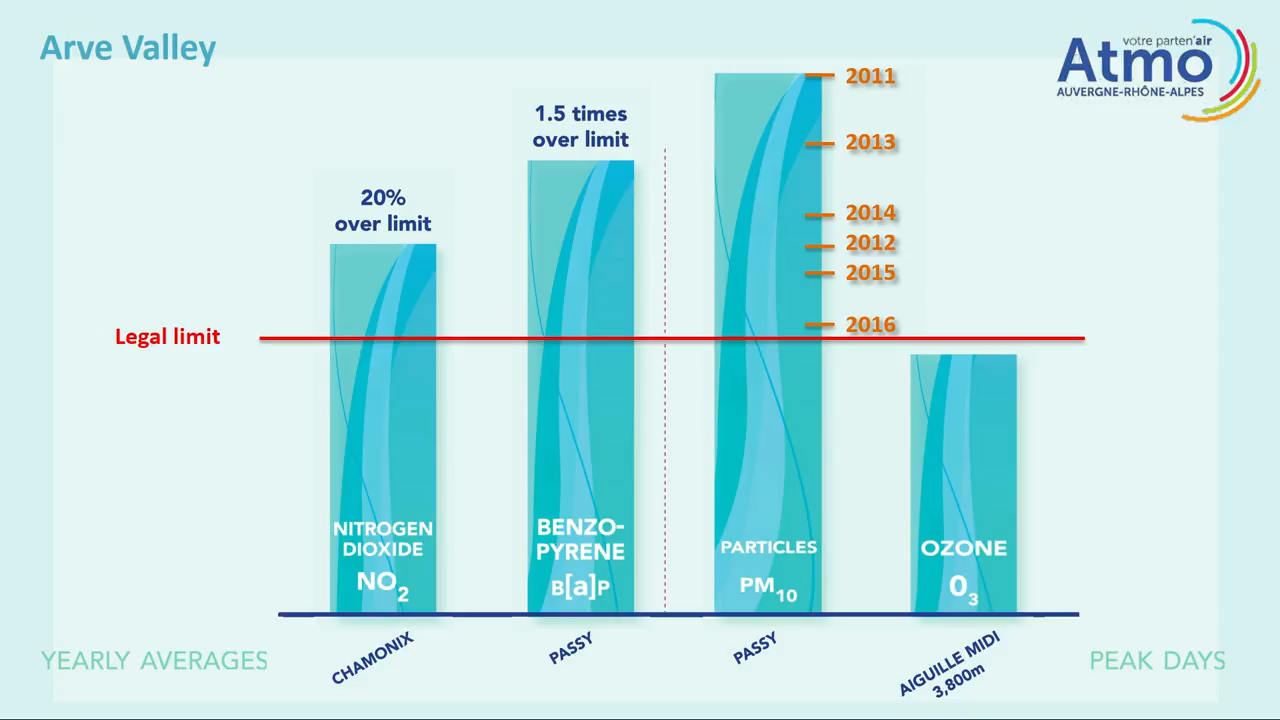 Arve Valley
votre parten'air
Atmo
AUVERGNE-RHÔNE-ALPES
20%
over limit
1.5 times
over limit
2011
2013
2014
2012
2015
2016
Legal limit
NITROGEN
DIOXIDE
NO2
BENZO-
PYRENE
B[a]P
PARTICLES
PM10
OZONE
O3
CHAMONIX
PASSY
PASSY
AIGUILLE MIDI
3,800m
YEARLY AVERAGES
PEAK DAYS